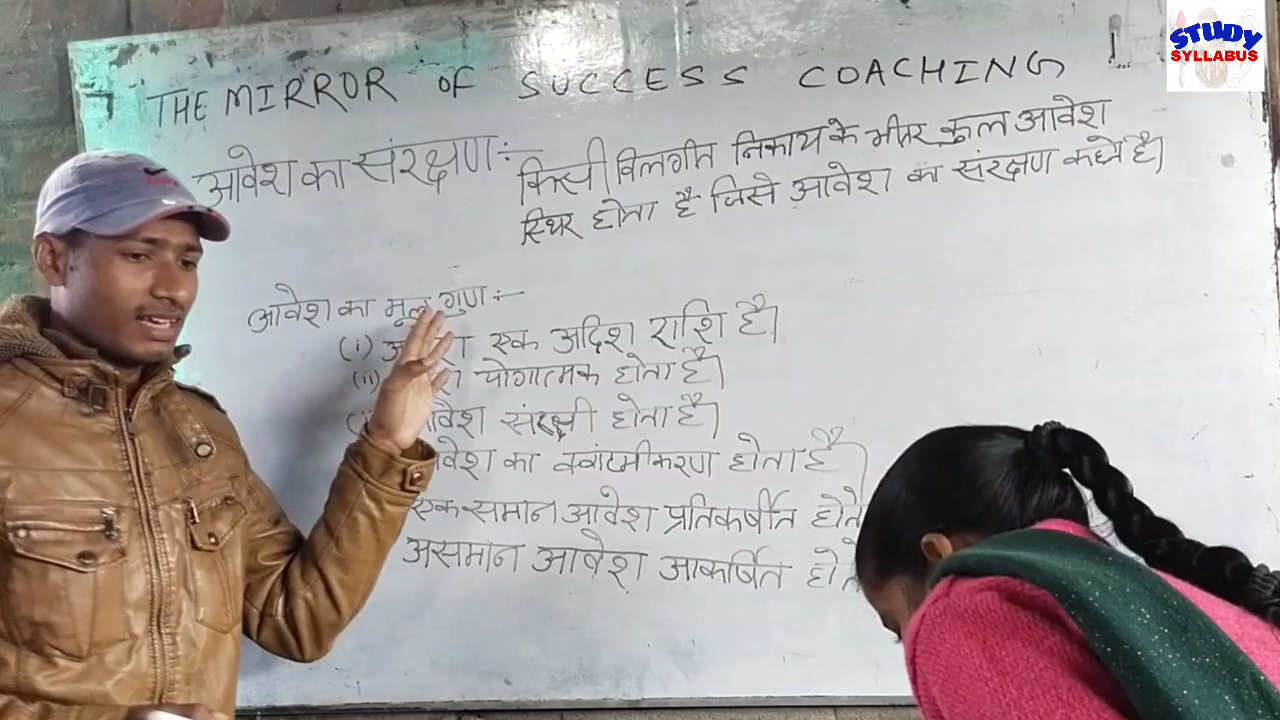 STUDY
SYLLABUS
THE MIRROR OF SUCCESS COACHING
आवेश का संरक्षण :- किसी विलगीत निकाय के भीतर कुल आवेश
स्थिर होता है जिसे आवेश का संरक्षण कहते है।
आवेश का मूल गुण :-
(i) एक अदिश राशि है।
(ii) योगात्मक होता है।
आवेश संरक्षी होता है।
का क्वांटमीकरण होता है।
एक समान आवेश प्रतिकर्षीत होते
असमान आवेश आकर्षित होते